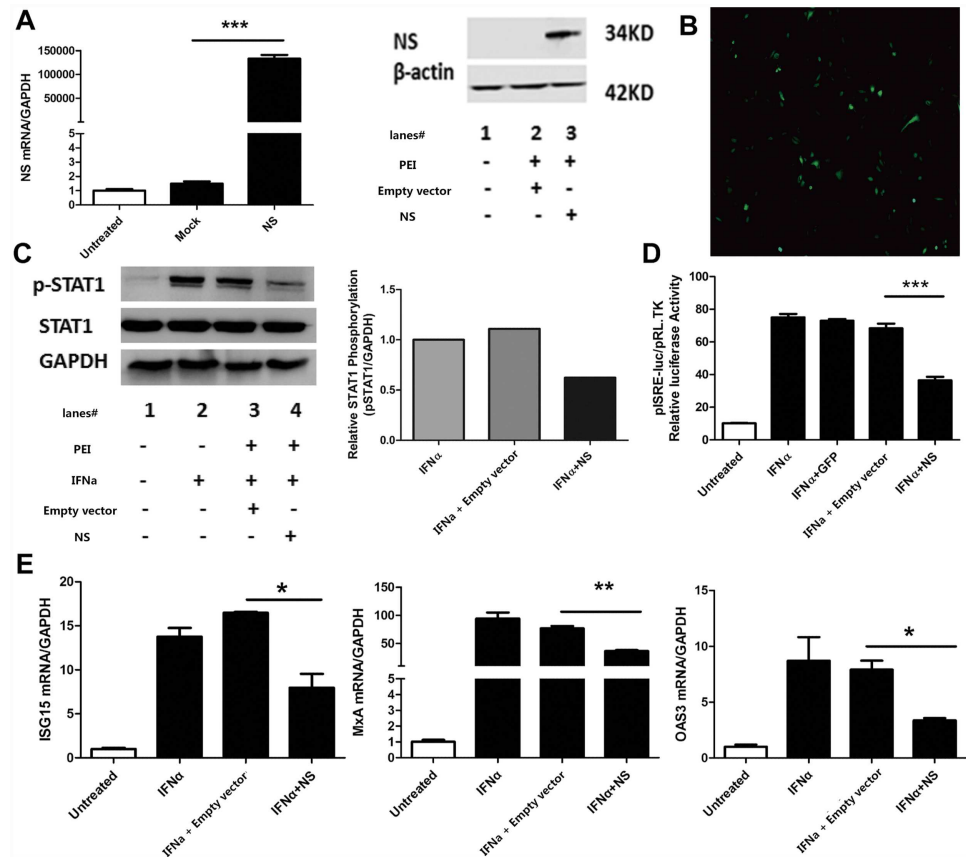 A
***
NS mRNA/GAPDH
150000
100000
50000
5
4
3
2
1
0
Untreated
Mock
NS
NS
34KD
β-actin
42KD
lanes# 1 2 3
PEI - + +
Empty vector - + -
NS - - +
B
C
p-STAT1
STAT1
GAPDH
lanes# 1 2 3 4
PEI - - + +
IFNa - + + +
Empty vector - - + -
NS - - - +
Relative STAT1 Phosphorylation
(pSTAT1/GAPDH)
1.5
1.0
0.5
0.0
IFNα
IFNa + Empty vector
IFNα+NS
D
***
pISRE-luc/pRL.TK
Relative luciferase Activity
100
80
60
40
20
0
Untreated
IFNα
IFNα+GFP
IFNa + Empty vector
IFNα+NS
E
*
ISG15 mRNA/GAPDH
20
15
10
5
0
Untreated
IFNα
IFNa + Empty vector
IFNα+NS
**
MxA mRNA/GAPDH
150
100
50
5
4
3
2
1
0
Untreated
IFNα
IFNa + Empty vector
IFNα+NS
*
OAS3 mRNA/GAPDH
15
10
5
0
Untreated
IFNα
IFNa + Empty vector
IFNα+NS